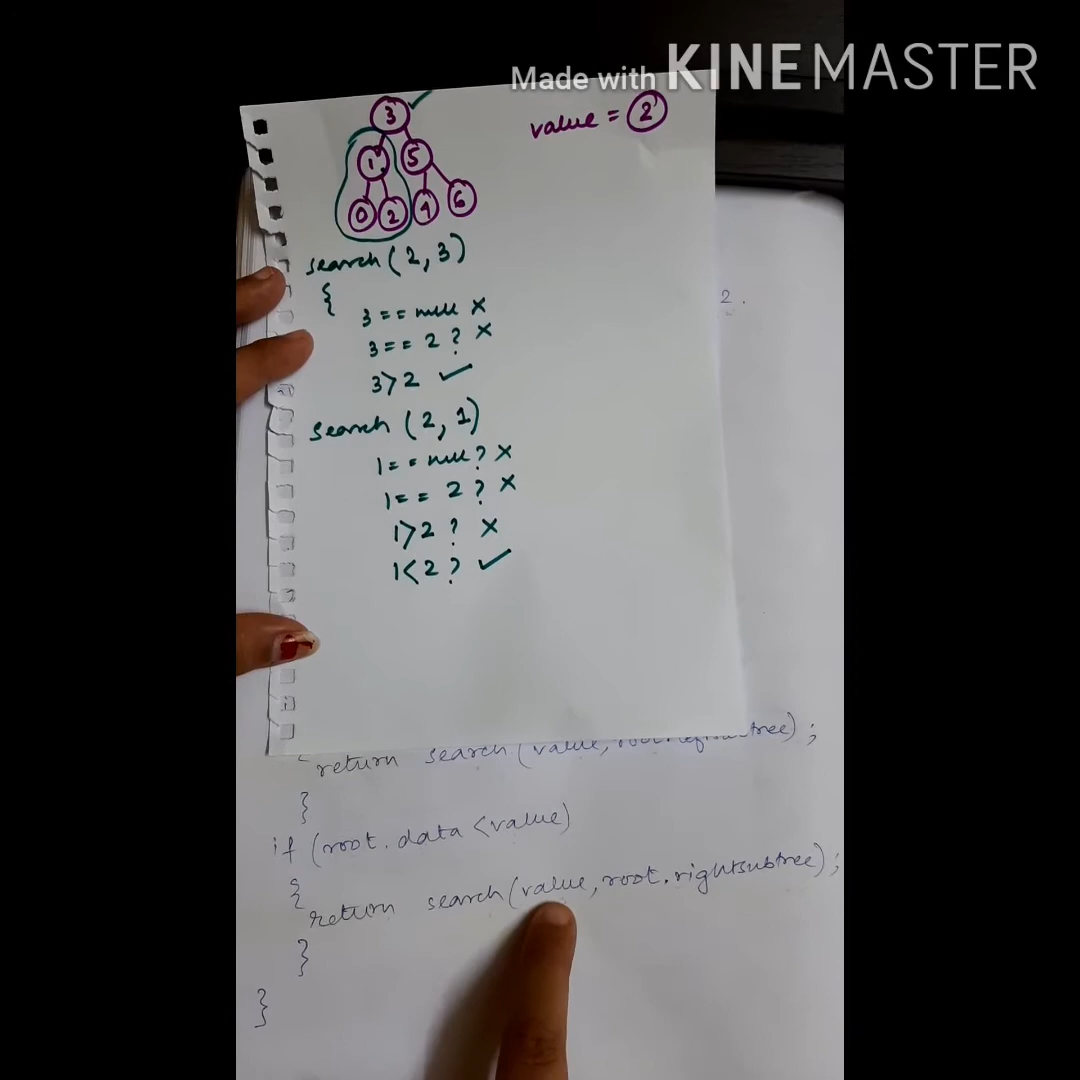 Made with KINEMASTER
3
value = 2
1 5
0 2 4 6
search (2, 3)
{
3 == null X
3 == 2 ? X
3>2 ✓
search (2, 1)
1 == null ? X
1 == 2 ? X
1>2 ? X
1<2 ? ✓
2.
return search (value, tree);
}
if (root.data <value)
{
return search (value, root.rightsubtree);
}
}